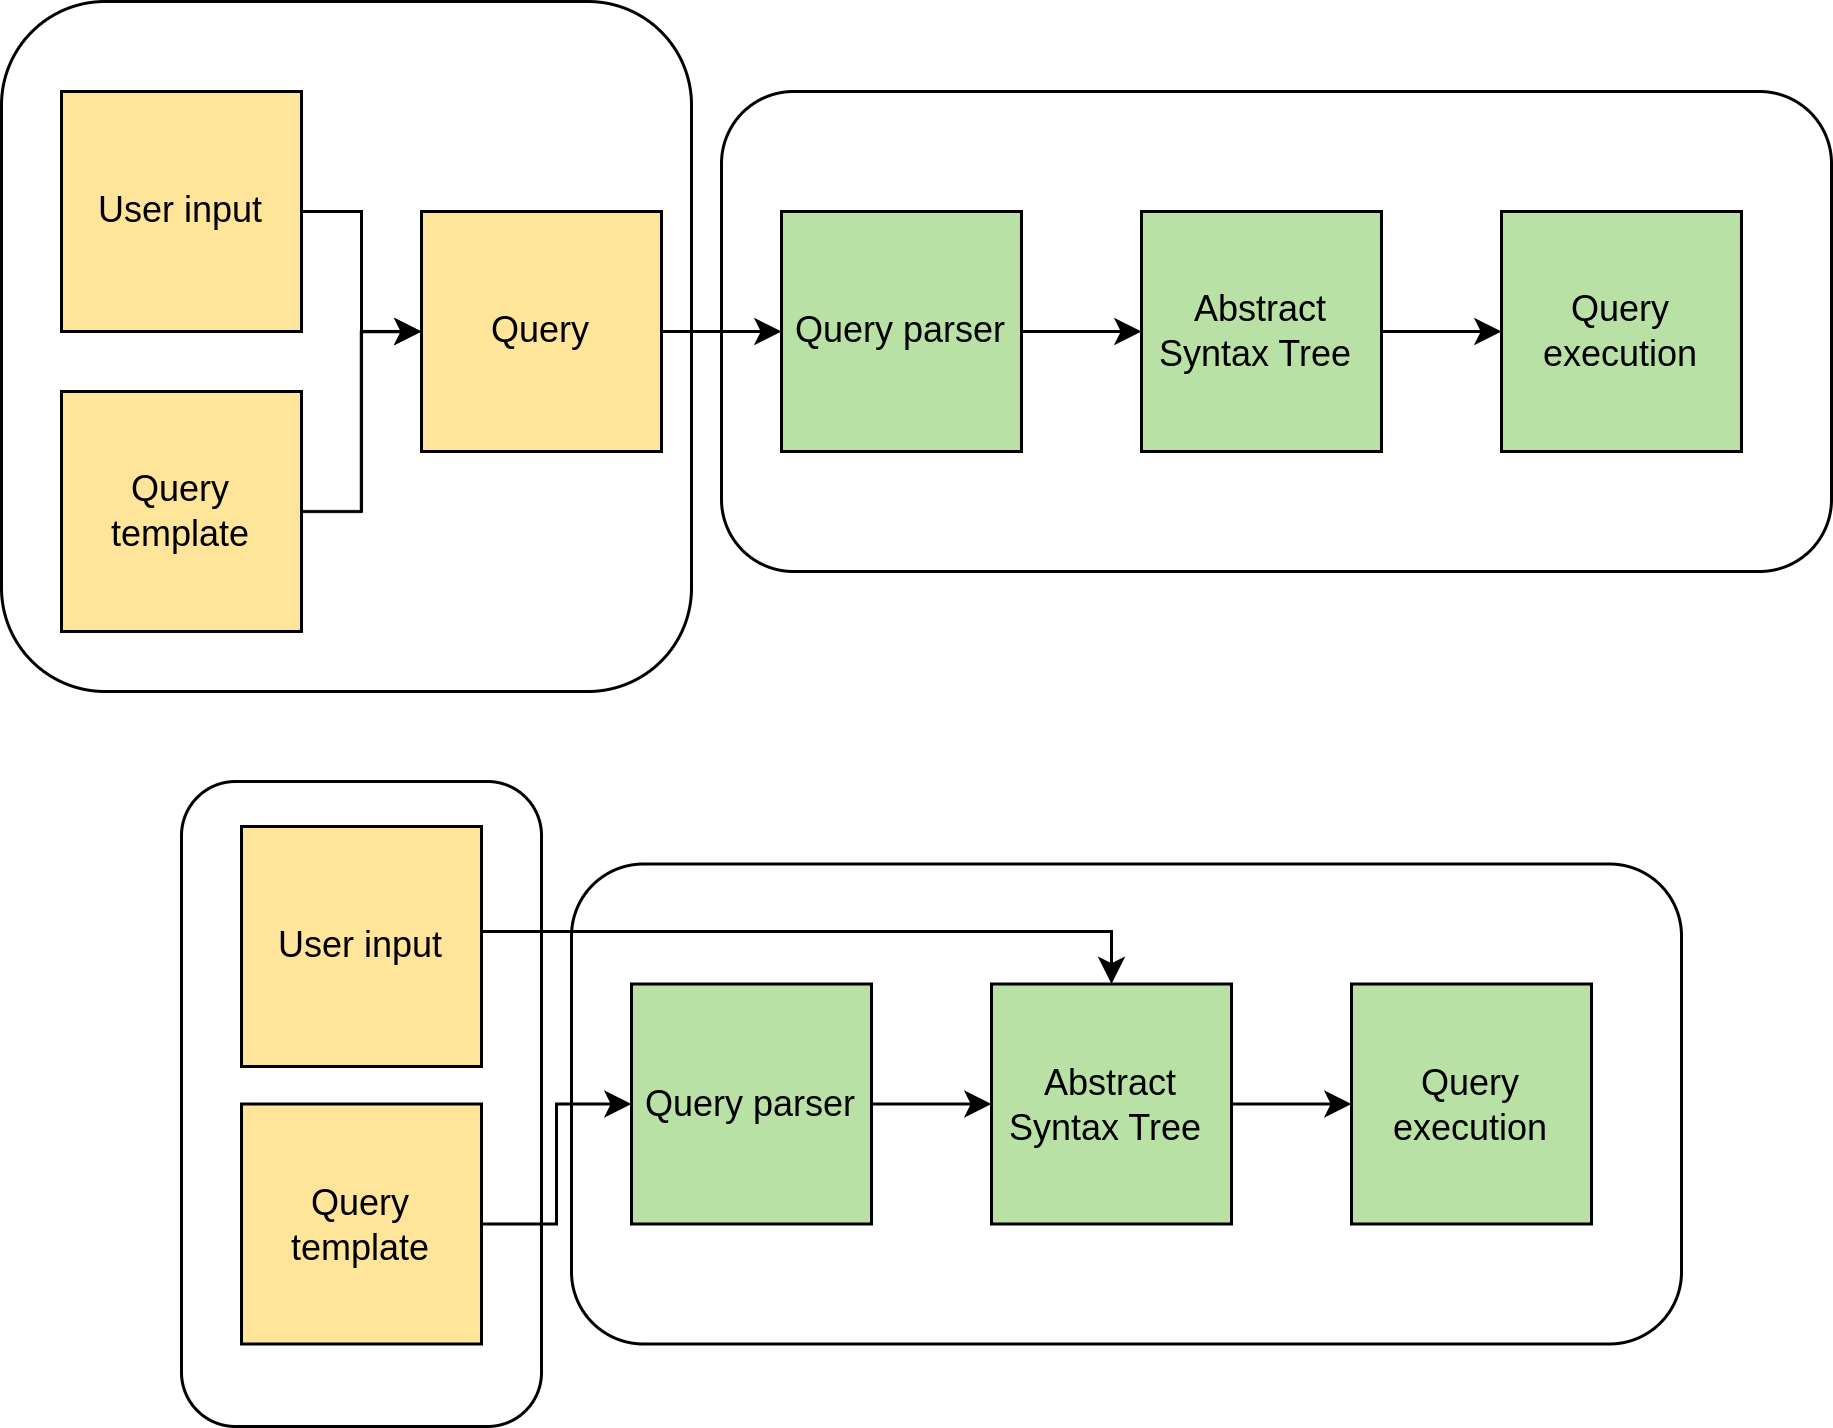 User input
Query
template
Query
Query parser
Abstract
Syntax Tree
Query
execution
User input
Query
template
Query parser
Abstract
Syntax Tree
Query
execution